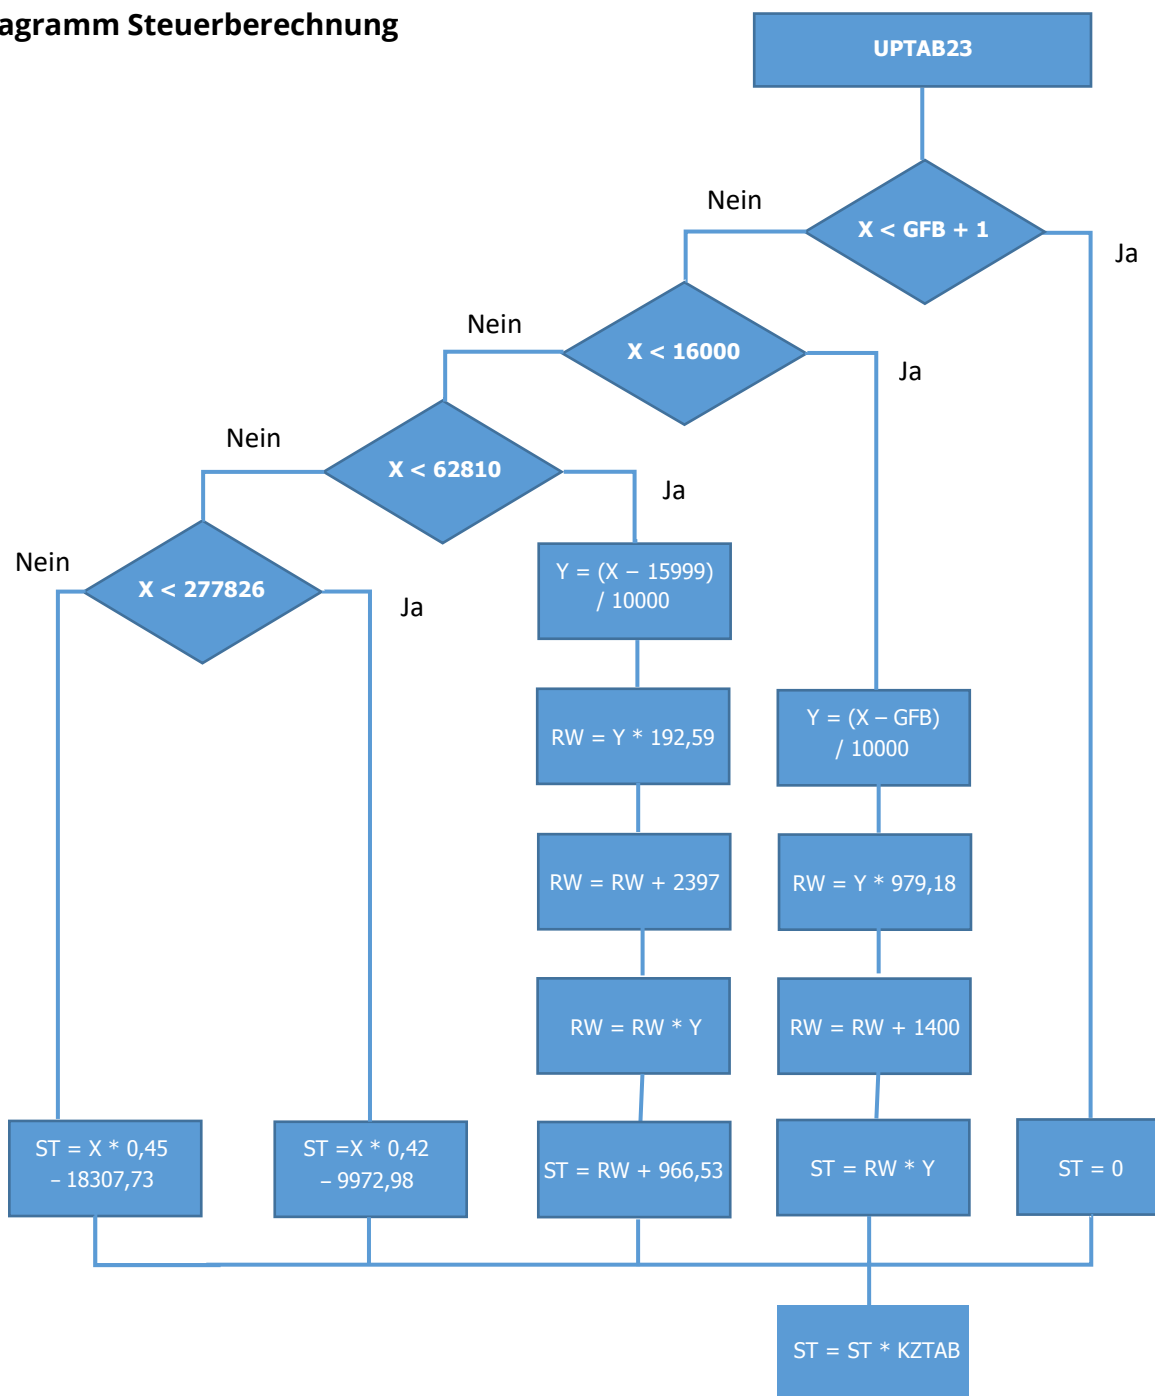 agramm Steuerberechnung
UPTAB23
X < GFB + 1
Nein
Ja
X < 16000
Nein
Ja
X < 62810
Nein
Ja
X < 277826
Nein
Ja
Y = (X – 15999)
/ 10000
RW = Y * 192,59
RW = RW + 2397
RW = RW * Y
ST = RW + 966,53
Y = (X – GFB)
/ 10000
RW = Y * 979,18
RW = RW + 1400
ST = RW * Y
ST = X * 0,45
– 18307,73
ST =X * 0,42
– 9972,98
ST = 0
ST = ST * KZTAB